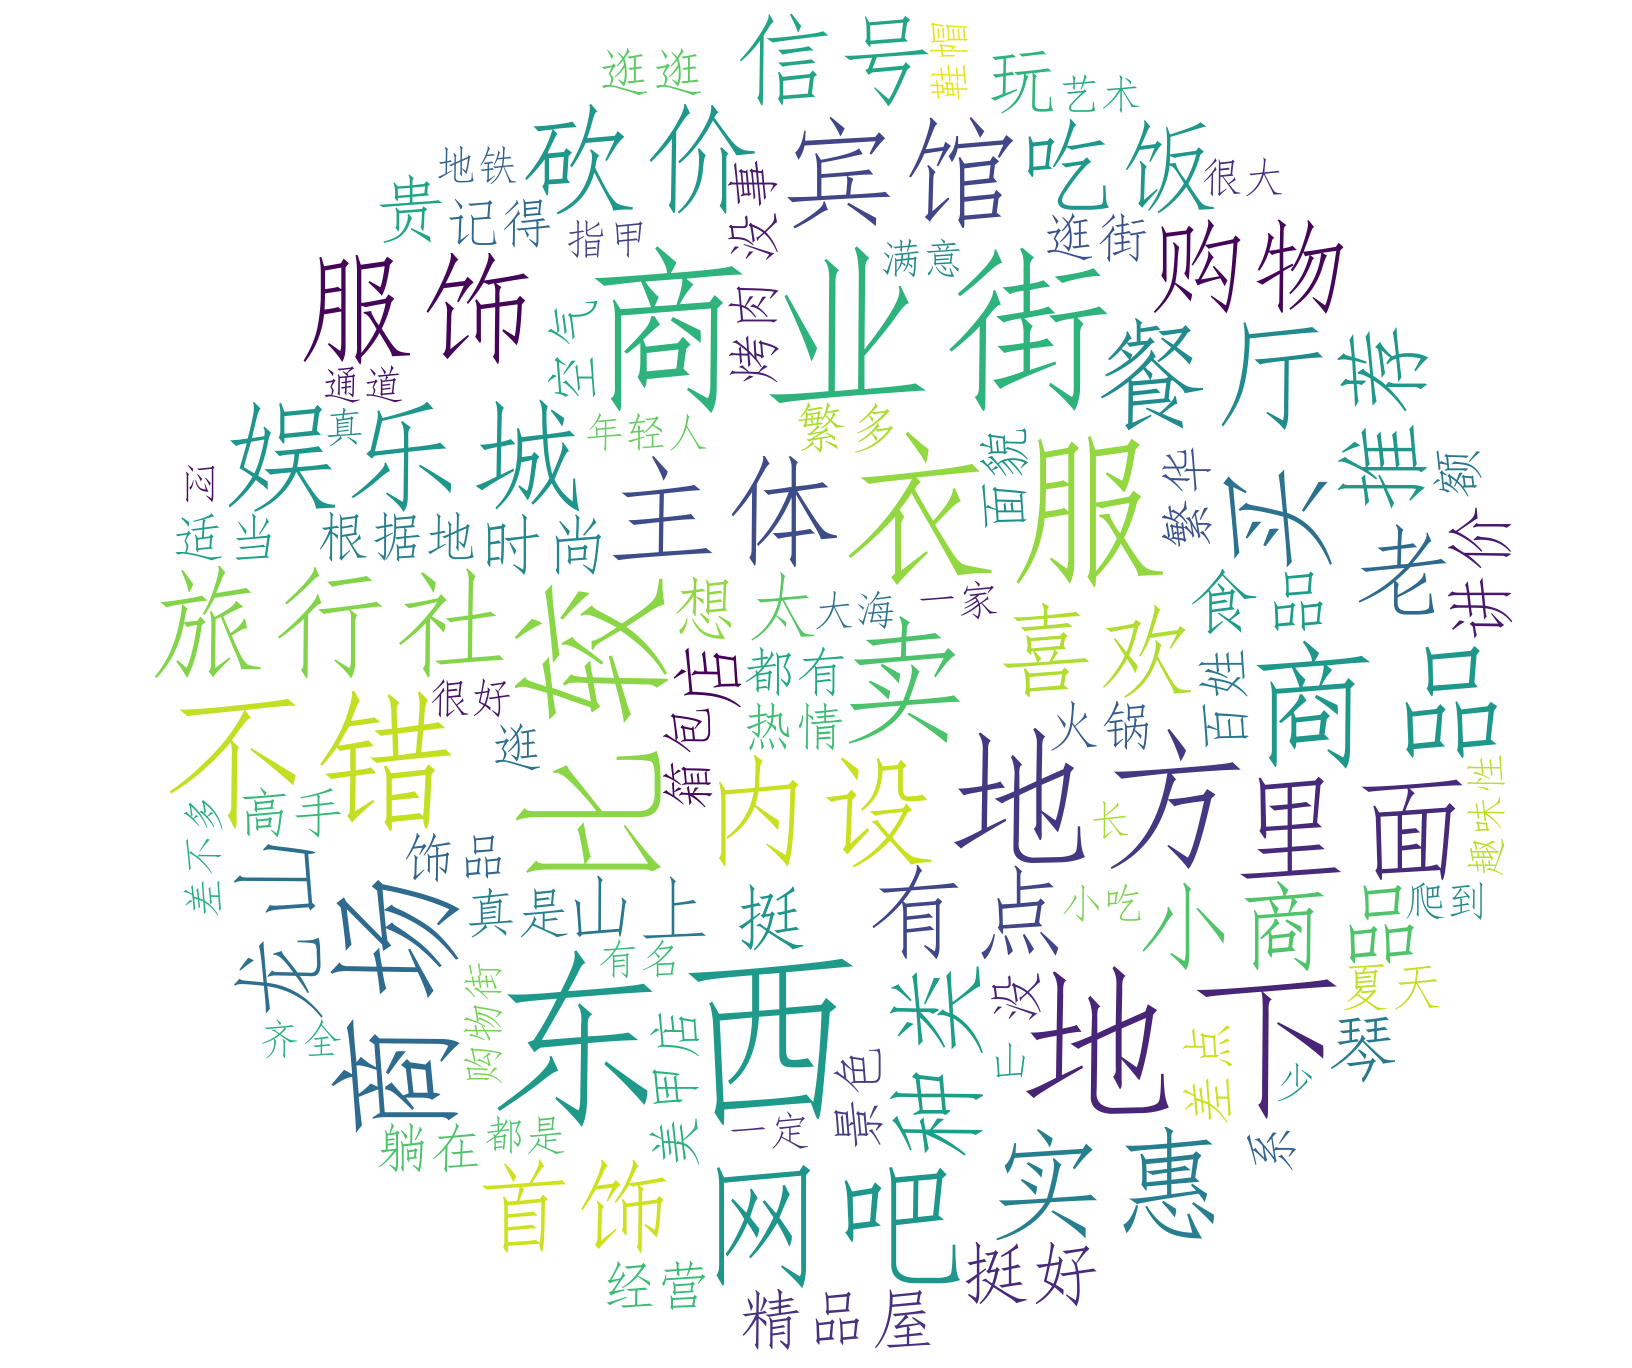 信号
鞋帽
逛逛
玩
艺术
砍价
宾馆
吃饭
地铁
没事
很大
贵
记得
指甲
满意
逛街
购物
服饰
商业街
烤肉
空气
餐厅
推荐
通道
娱乐城
真
年轻人
繁多
衣服
面貌
繁华
买
额
闷
主体
适当
根据地
时尚
老
讲价
旅行社
比较
想
太
大海
一家
喜欢
食品
卖
都有
箱包店
百姓
商品
很好
不错
逛
热情
火锅
内设
地方
里面
趣味性
长
差不多
高手
龙山
饰品
商场
真是
山上
挺
有点
小吃
小商品
爬到
有名
东西
购物街
种类
没
地下
夏天
齐全
美甲店
景色
山
差点
少
琴
躺在
都是
一定
系
首饰
网吧
实惠
经营
挺好
精品屋